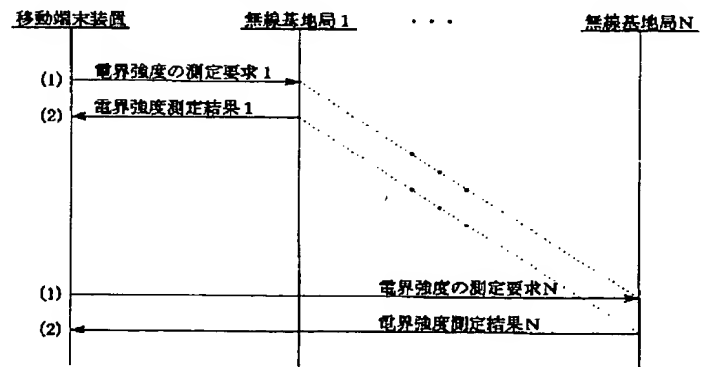 移動端末装置 無線基地局1 ・・・ 無線基地局N
(1) 電界強度の測定要求1
(2) 電界強度測定結果1
(1) 電界強度の測定要求N
(2) 電界強度測定結果N